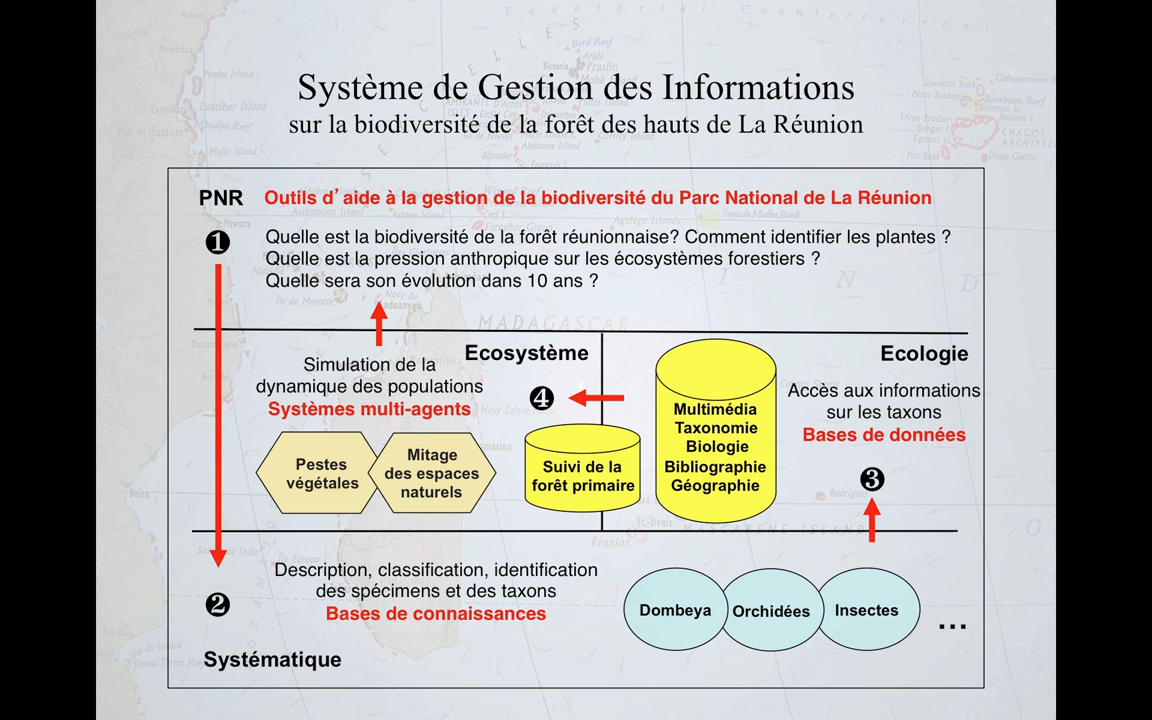 Système de Gestion des Informations
sur la biodiversité de la forêt des hauts de La Réunion
PNR
Outils d’aide à la gestion de la biodiversité du Parc National de La Réunion
❶
Quelle est la biodiversité de la forêt réunionnaise? Comment identifier les plantes ?
Quelle est la pression anthropique sur les écosystèmes forestiers ?
Quelle sera son évolution dans 10 ans ?
MADAGASCAR
Ecosystème
Simulation de la
dynamique des populations
Systèmes multi-agents
❹
Pestes
végétales
Mitage
des espaces
naturels
Suivi de la
forêt primaire
Multimédia
Taxonomie
Biologie
Bibliographie
Géographie
Ecologie
Accès aux informations
sur les taxons
Bases de données
❸
❷
Description, classification, identification
des spécimens et des taxons
Bases de connaissances
Systématique
Dombeya
Orchidées
Insectes
...